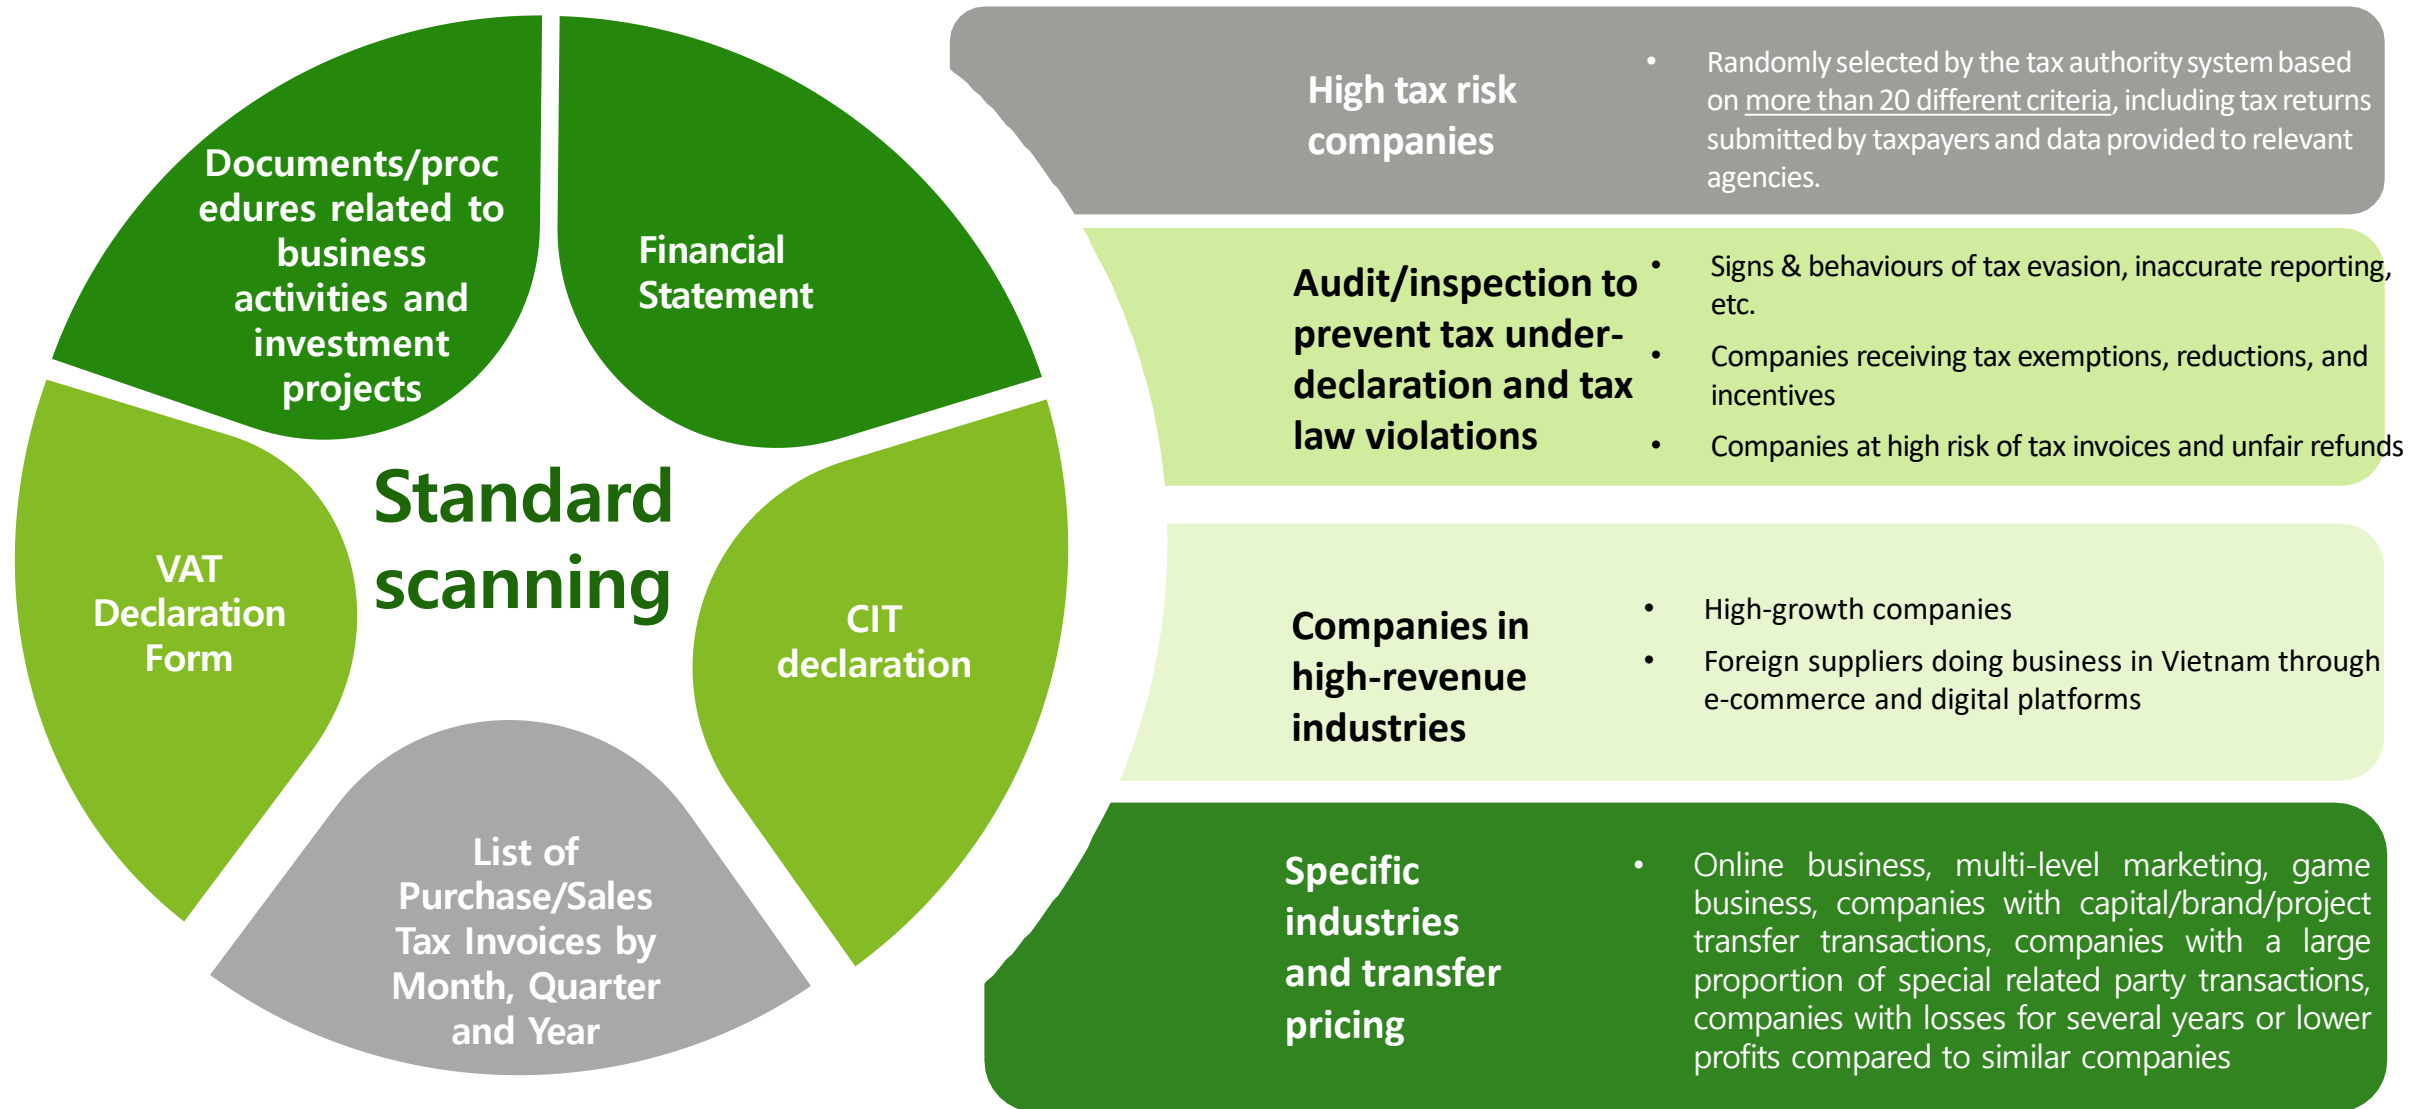 Documents/proc
edures related to
business
activities and
investment
projects
Financial
Statement
VAT
Declaration
Form
Standard
scanning
CIT
declaration
List of
Purchase/Sales
Tax Invoices by
Month, Quarter
and Year
High tax risk
companies
• Randomly selected by the tax authority system based
on more than 20 different criteria, including tax returns
submitted by taxpayers and data provided to relevant
agencies.
Audit/inspection to
prevent tax under-
declaration and tax
law violations
• Signs & behaviours of tax evasion, inaccurate reporting,
etc.
• Companies receiving tax exemptions, reductions, and
incentives
• Companies at high risk of tax invoices and unfair refunds
Companies in
high-revenue
industries
• High-growth companies
• Foreign suppliers doing business in Vietnam through
e-commerce and digital platforms
Specific
industries
and transfer
pricing
• Online business, multi-level marketing, game
business, companies with capital/brand/project
transfer transactions, companies with a large
proportion of special related party transactions,
companies with losses for several years or lower
profits compared to similar companies